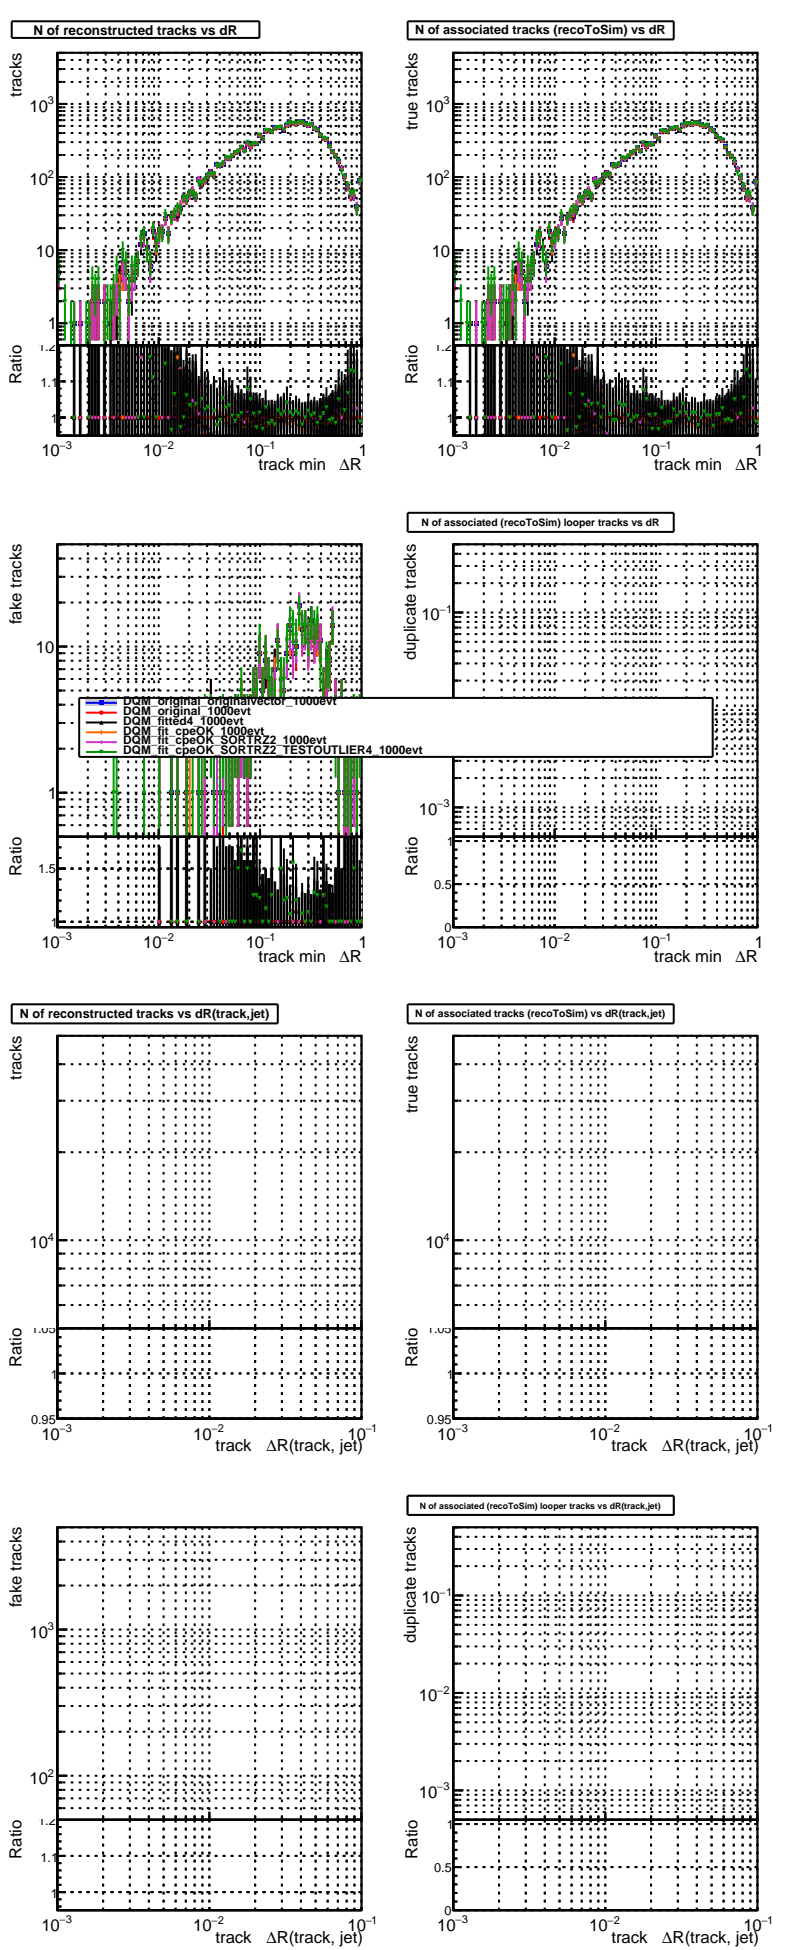 N of reconstructed tracks vs dR
tracks
10³
10²
10
1
Ratio
1.2
1.1
1
10⁻³ 10⁻² 10⁻¹ 1
track min ΔR
N of associated tracks (recoToSim) vs dR
true tracks
10³
10²
10
1
Ratio
1.2
1.1
1
10⁻³ 10⁻² 10⁻¹ 1
track min ΔR
fake tracks
10
1
Ratio
1.5
1
10⁻³ 10⁻² 10⁻¹ 1
track min ΔR
N of associated (recoToSim) looper tracks vs dR
duplicate tracks
10⁻¹
10⁻³
Ratio
1
0.5
0
10⁻³ 10⁻² 10⁻¹ 1
track min ΔR
DQM_original_originalvector_1000evt
DQM_original_1000evt
DQM_fitted4_1000evt
DQM_fit_cpeOK_1000evt
DQM_fit_cpeOK_SORTRZ2_1000evt
DQM_fit_cpeOK_SORTRZ2_TESTOUTLIER4_1000evt
N of reconstructed tracks vs dR(track,jet)
tracks
10⁴
Ratio
1.05
1
0.95
10⁻³ 10⁻² 10⁻¹
track ΔR(track, jet)
N of associated tracks (recoToSim) vs dR(track,jet)
true tracks
10⁴
Ratio
1.05
1
0.95
10⁻³ 10⁻² 10⁻¹
track ΔR(track, jet)
fake tracks
10³
10²
Ratio
1.2
1.1
1
10⁻³ 10⁻² 10⁻¹
track ΔR(track, jet)
N of associated (recoToSim) looper tracks vs dR(track,jet)
duplicate tracks
10⁻¹
10⁻²
10⁻³
Ratio
1
0.5
0
10⁻³ 10⁻² 10⁻¹
track ΔR(track, jet)